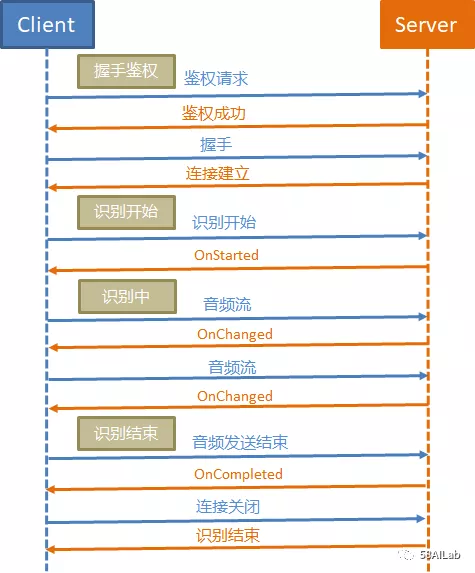 Client
Server
握手鉴权
鉴权请求
鉴权成功
握手
连接建立
识别开始
识别开始
OnStarted
识别中
音频流
OnChanged
音频流
OnChanged
识别结束
音频发送结束
OnCompleted
连接关闭
识别结束
58AILab